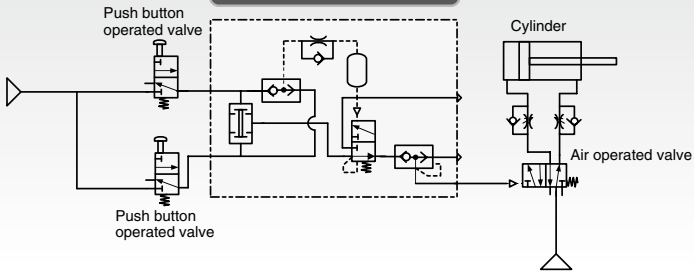 Push button
operated valve
Cylinder
Air operated valve
Push button
operated valve